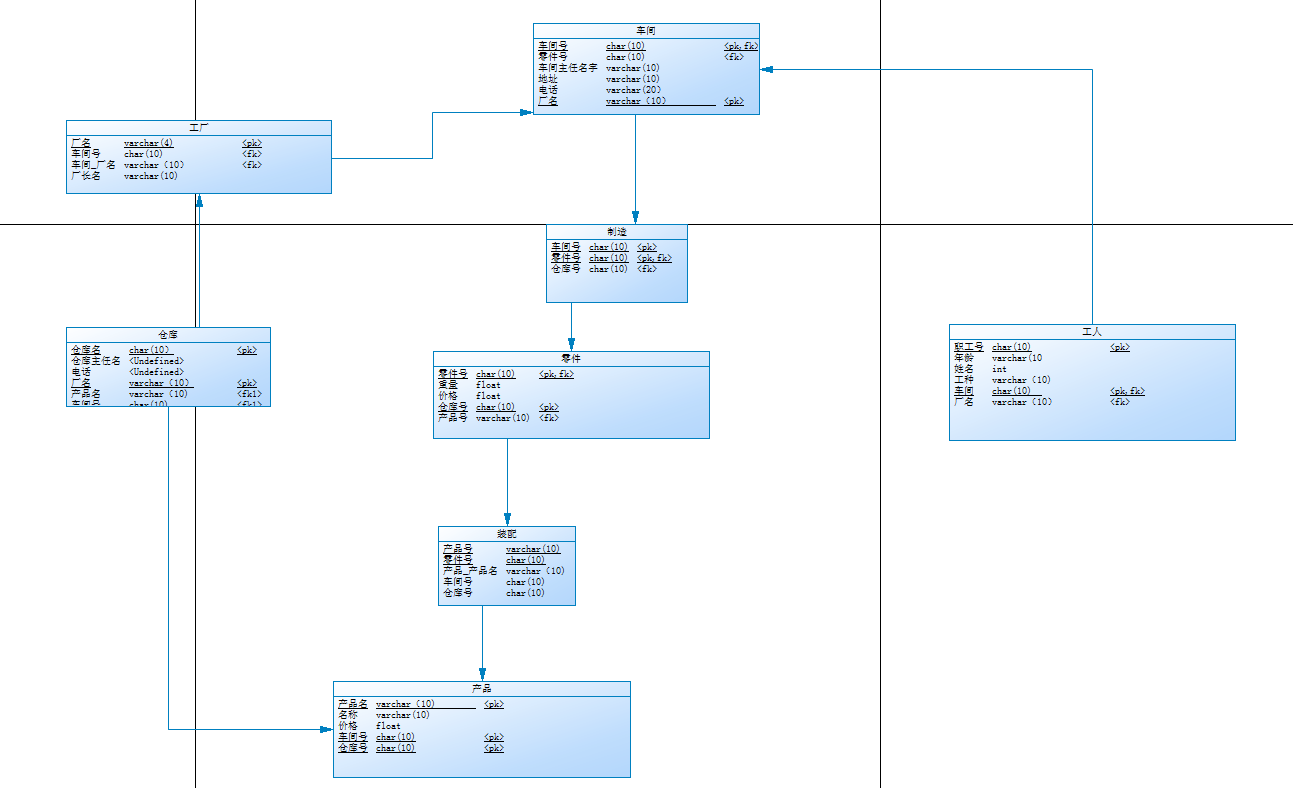 车间
车间号 char(10) <pk,fk>
零件号 char(10) <fk>
车间主任名字 varchar(10)
地址 varchar(10)
电话 varchar(20)
厂名 varchar（10） <pk>
工厂
厂名 varchar(4) <pk>
车间号 char(10) <fk>
车间_厂名 varchar（10） <fk>
厂长名 varchar(10)
制造
车间号 char(10) <pk>
零件号 char(10) <pk,fk>
仓库号 char(10) <fk>
仓库
仓库名 char(10） <pk>
仓库主任名 <Undefined>
电话 <Undefined>
厂名 varchar（10） <pk>
产品名 varchar（10） <fk1>
车间号 char(10) <fk1>
工人
职工号 char(10) <pk>
年龄 varchar(10
姓名 int
工种 varchar（10）
车间 char(10) <pk,fk>
厂名 varchar（10） <fk>
零件
零件号 char(10) <pk,fk>
重量 float
价格 float
仓库号 char(10) <pk>
产品号 varchar(10) <fk>
装配
产品号 varchar(10)
零件号 char(10)
产品_产品名 varchar（10）
车间号 char(10)
仓库号 char(10)
产品
产品名 varchar（10） <pk>
名称 varchar(10)
价格 float
车间号 char(10) <pk>
仓库号 char(10) <pk>